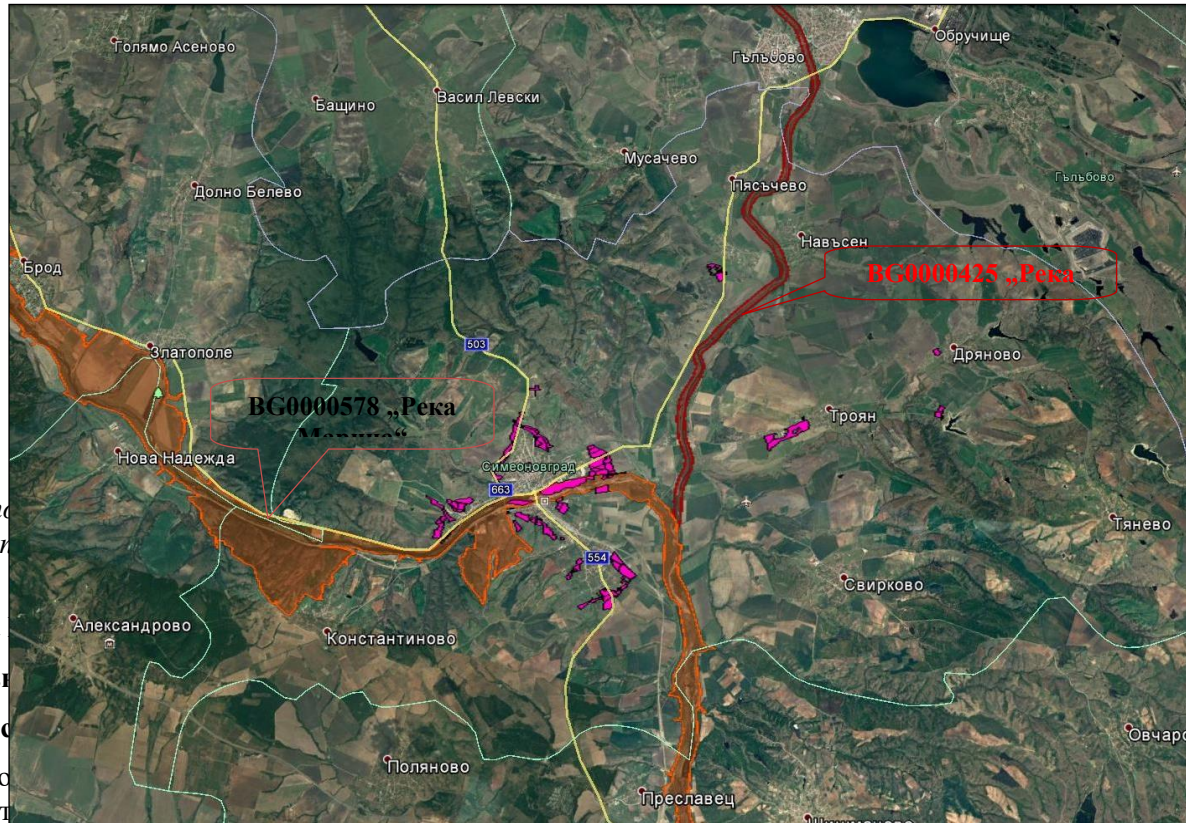 Обручище
Голямо Асеново
Гълъбово
Васил Левски
Бащино
Мусачево
Гълъбово
Пясъчево
Долно Белево
Навъсен
Брод
BG0000425 „Река
503
Златополе
Дряново
BG0000578 „Река
Троян
Нова Надежда
Симеоновград
663
Тянево
554
Свирково
Александрово
Константиново
Овчаро
Поляново
Преславец